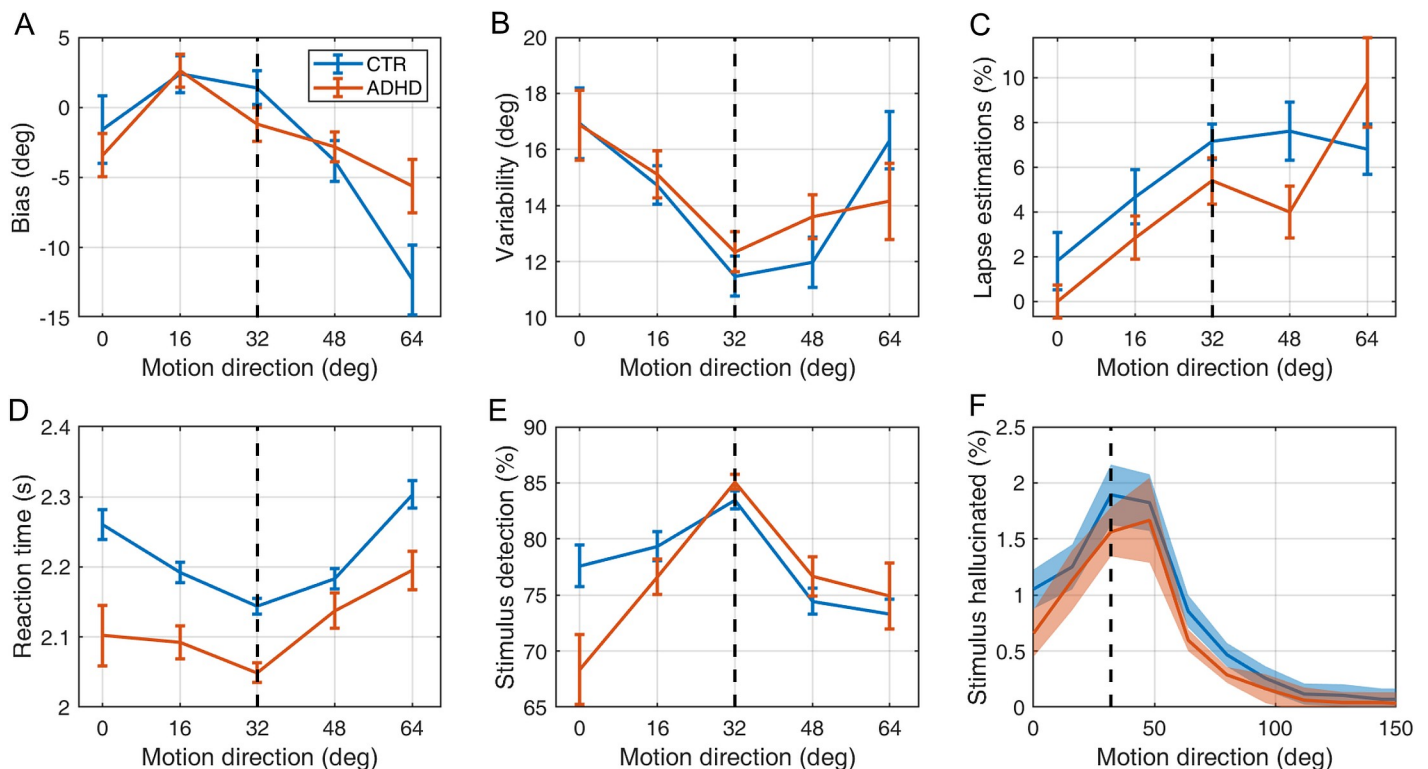 A
5
0
-5
-10
-15
Bias (deg)
0 16 32 48 64
Motion direction (deg)
CTR
ADHD
B
20
18
16
14
12
10
Variability (deg)
0 16 32 48 64
Motion direction (deg)
C
10
8
6
4
2
0
Lapse estimations (%)
0 16 32 48 64
Motion direction (deg)
D
2.4
2.3
2.2
2.1
2
Reaction time (s)
0 16 32 48 64
Motion direction (deg)
E
90
85
80
75
70
65
Stimulus detection (%)
0 16 32 48 64
Motion direction (deg)
F
2.5
2
1.5
1
0.5
0
Stimulus hallucinated (%)
0 50 100 150
Motion direction (deg)